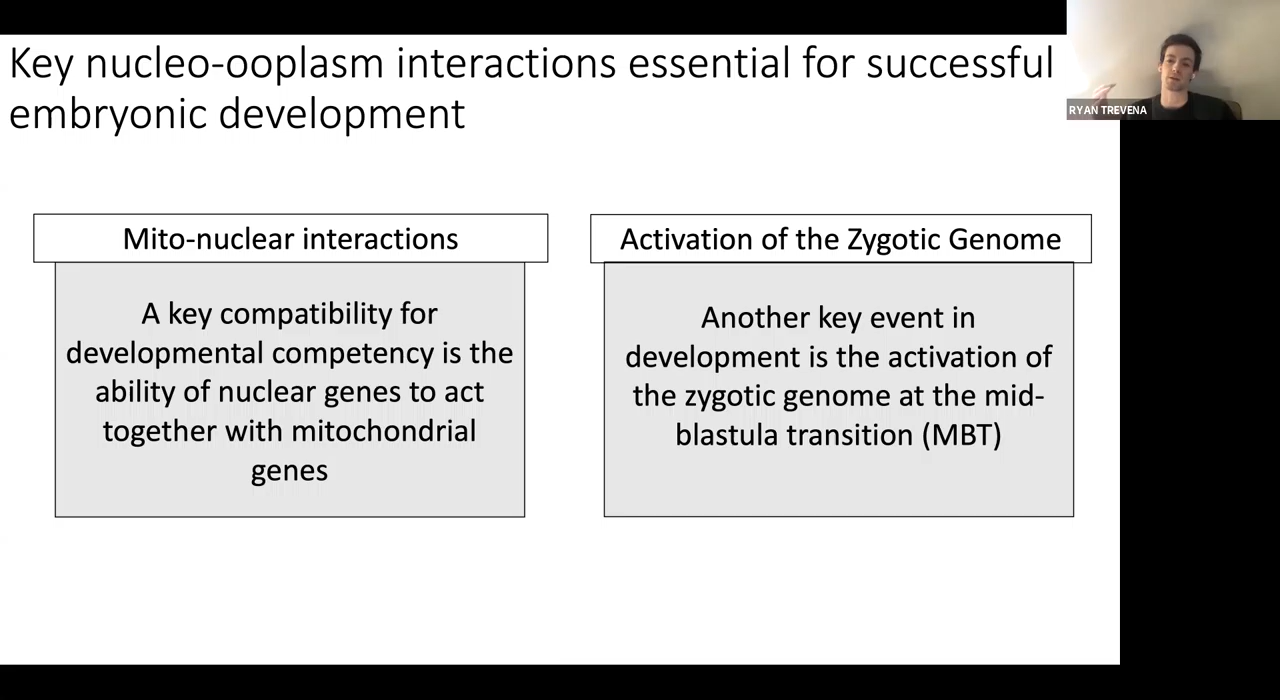 Key nucleo-ooplasm interactions essential for successful
embryonic development
RYAN TREVENA
Mito-nuclear interactions
A key compatibility for
developmental competency is the
ability of nuclear genes to act
together with mitochondrial
genes
Activation of the Zygotic Genome
Another key event in
development is the activation of
the zygotic genome at the mid-
blastula transition (MBT)